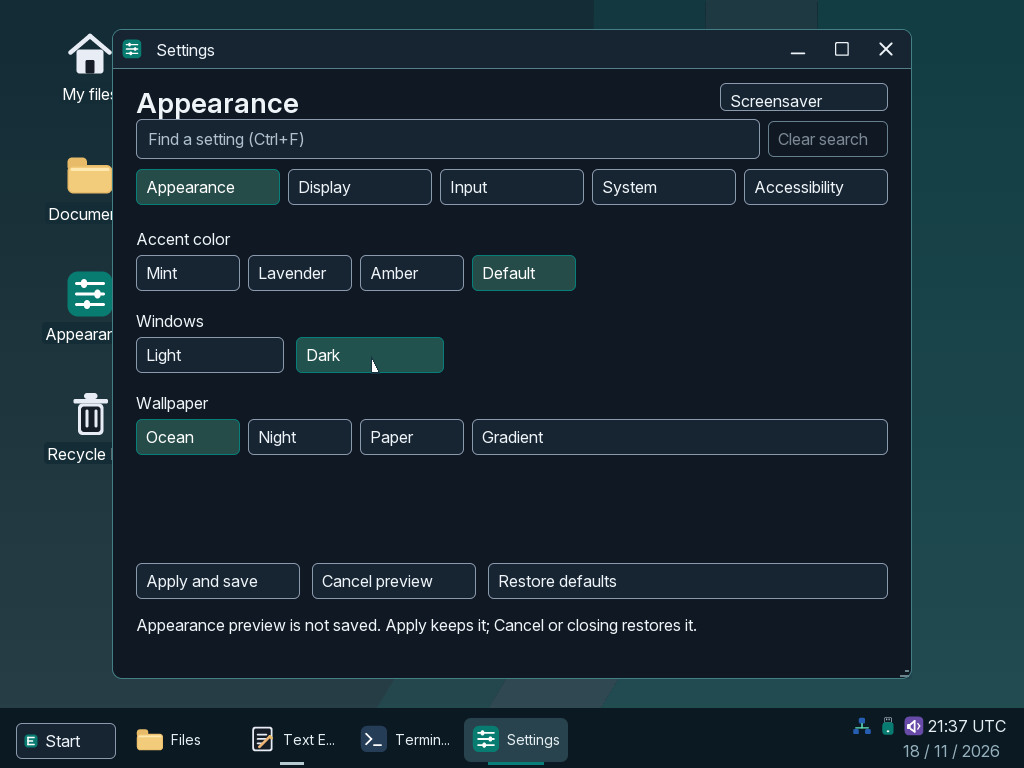 Settings
My files
Appearance
Screensaver
Find a setting (Ctrl+F)
Clear search
Appearance
Display
Input
System
Accessibility
Documen
Accent color
Mint
Lavender
Amber
Default
Windows
Light
Dark
Appearan
Wallpaper
Ocean
Night
Paper
Gradient
Recycle
Apply and save
Cancel preview
Restore defaults
Appearance preview is not saved. Apply keeps it; Cancel or closing restores it.
Start
Files
Text E...
Termin...
Settings
21:37 UTC
18 / 11 / 2026